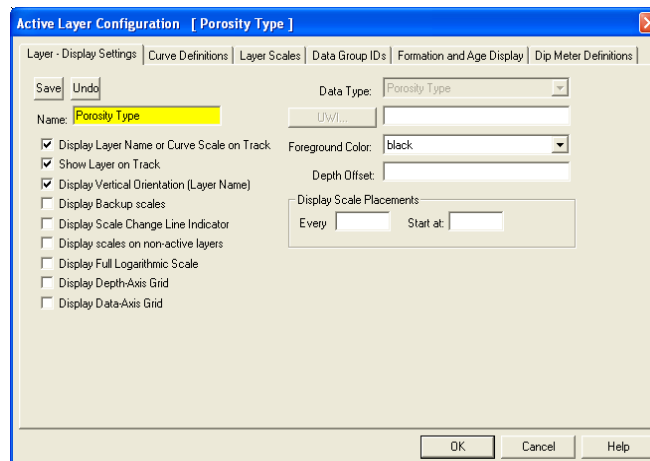 Active Layer Configuration [ Porosity Type ]
Layer - Display Settings Curve Definitions Layer Scales Data Group IDs Formation and Age Display Dip Meter Definitions
Save Undo
Name: Porosity Type
Display Layer Name or Curve Scale on Track
Show Layer on Track
Display Vertical Orientation (Layer Name)
Display Backup scales
Display Scale Change Line Indicator
Display scales on non-active layers
Display Full Logarithmic Scale
Display Depth-Axis Grid
Display Data-Axis Grid
Data Type: Porosity Type
UWI...
Foreground Color: black
Depth Offset:
Display Scale Placements
Every Start at:
OK Cancel Help